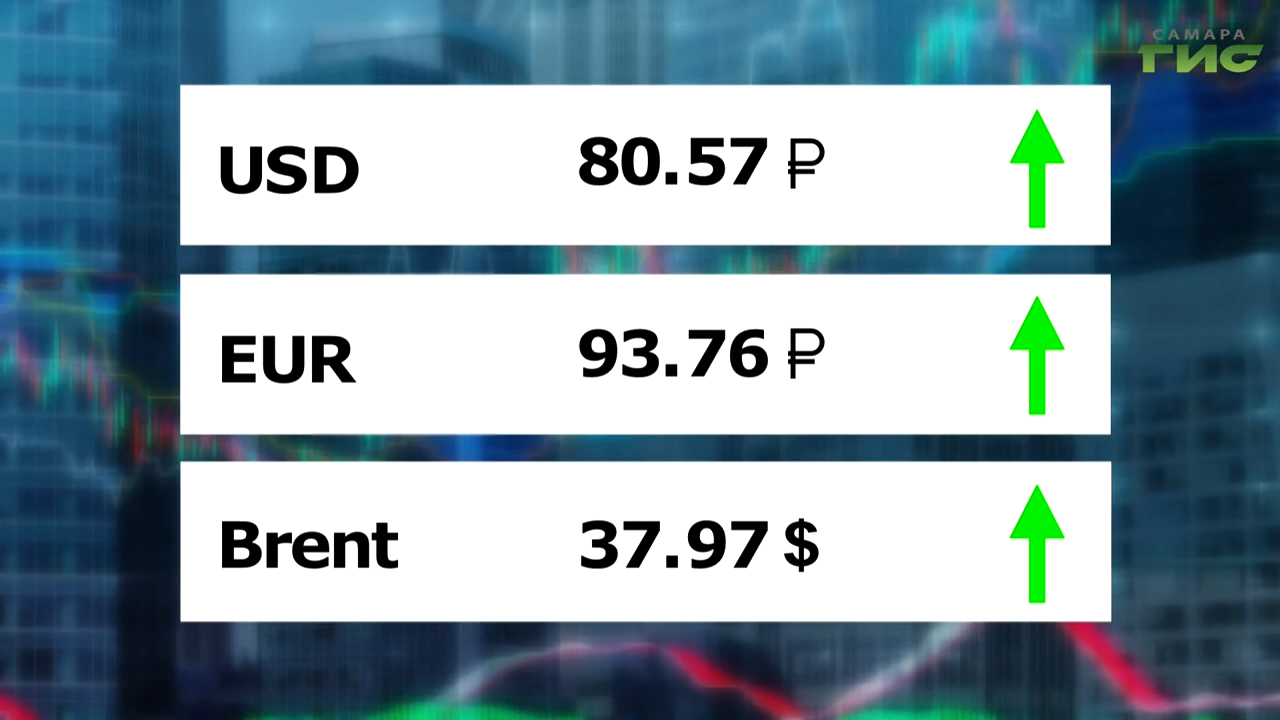 САМАРА
ГИС
USD 80.57 ₽
EUR 93.76 ₽
Brent 37.97 $